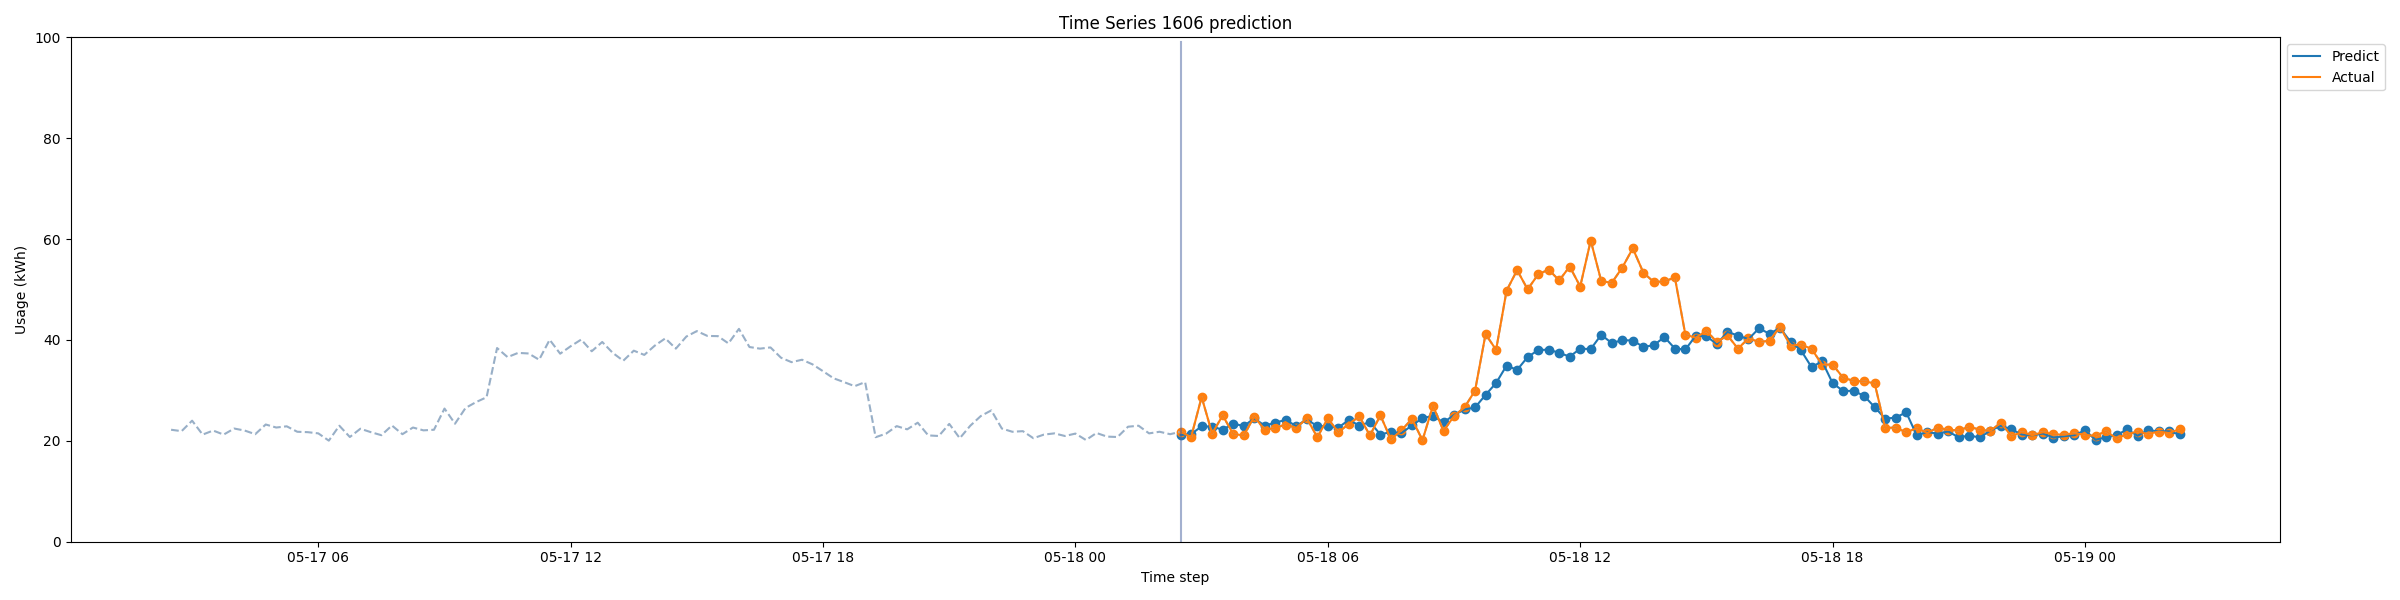 Time Series 1606 prediction
100
80
60
40
20
0
Usage (kWh)
05-17 06
05-17 12
05-17 18
05-18 00
05-18 06
05-18 12
05-18 18
05-19 00
Time step
Predict
Actual